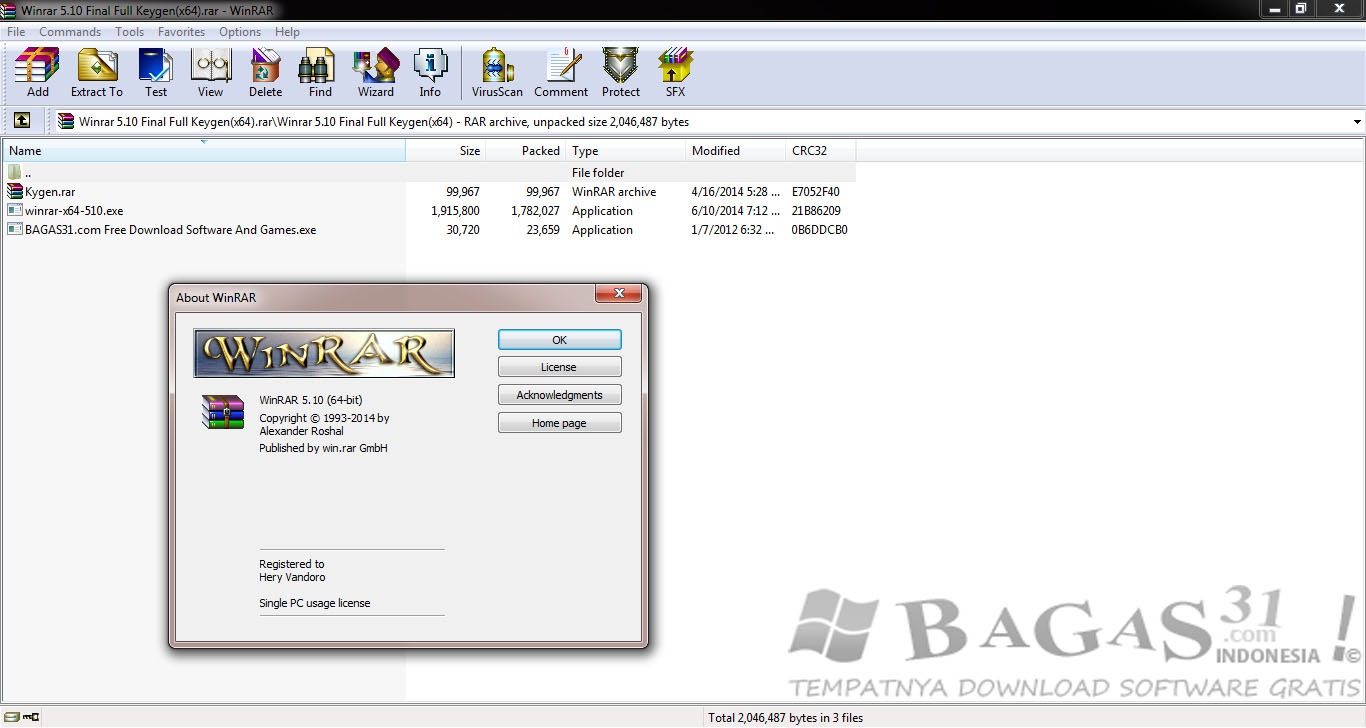 Winrar 5.10 Final Full Keygen(x64).rar - WinRAR
File Commands Tools Favorites Options Help
Add Extract To Test View Delete Find Wizard Info VirusScan Comment Protect SFX
Winrar 5.10 Final Full Keygen(x64).rar\Winrar 5.10 Final Full Keygen(x64) - RAR archive, unpacked size 2,046,487 bytes
Name Size Packed Type Modified CRC32
.. File folder
Kygen.rar 99,967 99,967 WinRAR archive 4/16/2014 5:28 ... E7052F40
winrar-x64-510.exe 1,915,800 1,782,027 Application 6/10/2014 7:12 ... 21B86209
BAGAS31.com Free Download Software And Games.exe 30,720 23,659 Application 1/7/2012 6:32 ... 0B6DDCB0
About WinRAR
WinRAR
OK
License
Acknowledgments
Home page
WinRAR 5.10 (64-bit)
Copyright © 1993-2014 by
Alexander Roshal
Published by win.rar GmbH
Registered to
Hery Vandoro
Single PC usage license
BAGAS31
.com
INDONESIA !©
TEMPATNYA DOWNLOAD SOFTWARE GRATIS
Total 2,046,487 bytes in 3 files